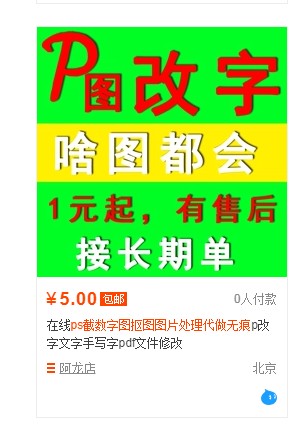 P图改字
啥图都会
1元起，有售后
接长期单
¥5.00 包邮 0人付款
在线ps截数字图抠图图片处理代做无痕p改
字文字手写字pdf文件修改
阿龙店 北京